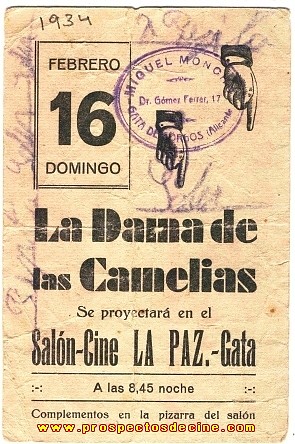 1934
FEBRERO
16
DOMINGO
MIQUEL MONC
Dr. Gómez Ferrer, 17
GATA DE GORGOS (Alicante
La Dama de
las Camelias
Se proyectará en el
Salón-Cine LA PAZ.-Gata
:-: A las 8,45 noche :-:
Complementos en la pizarra del salón
www.prospectosdecine.com